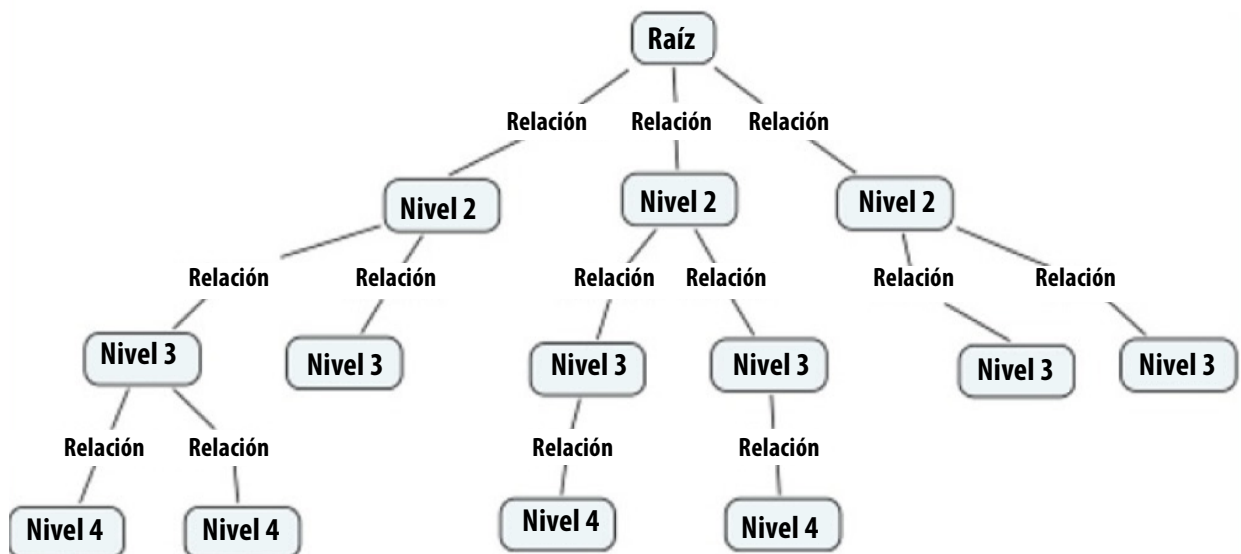 Raíz
Relación Relación Relación
Nivel 2 Nivel 2 Nivel 2
Relación Relación Relación Relación Relación Relación
Nivel 3 Nivel 3 Nivel 3 Nivel 3 Nivel 3 Nivel 3
Relación Relación Relación Relación
Nivel 4 Nivel 4 Nivel 4 Nivel 4